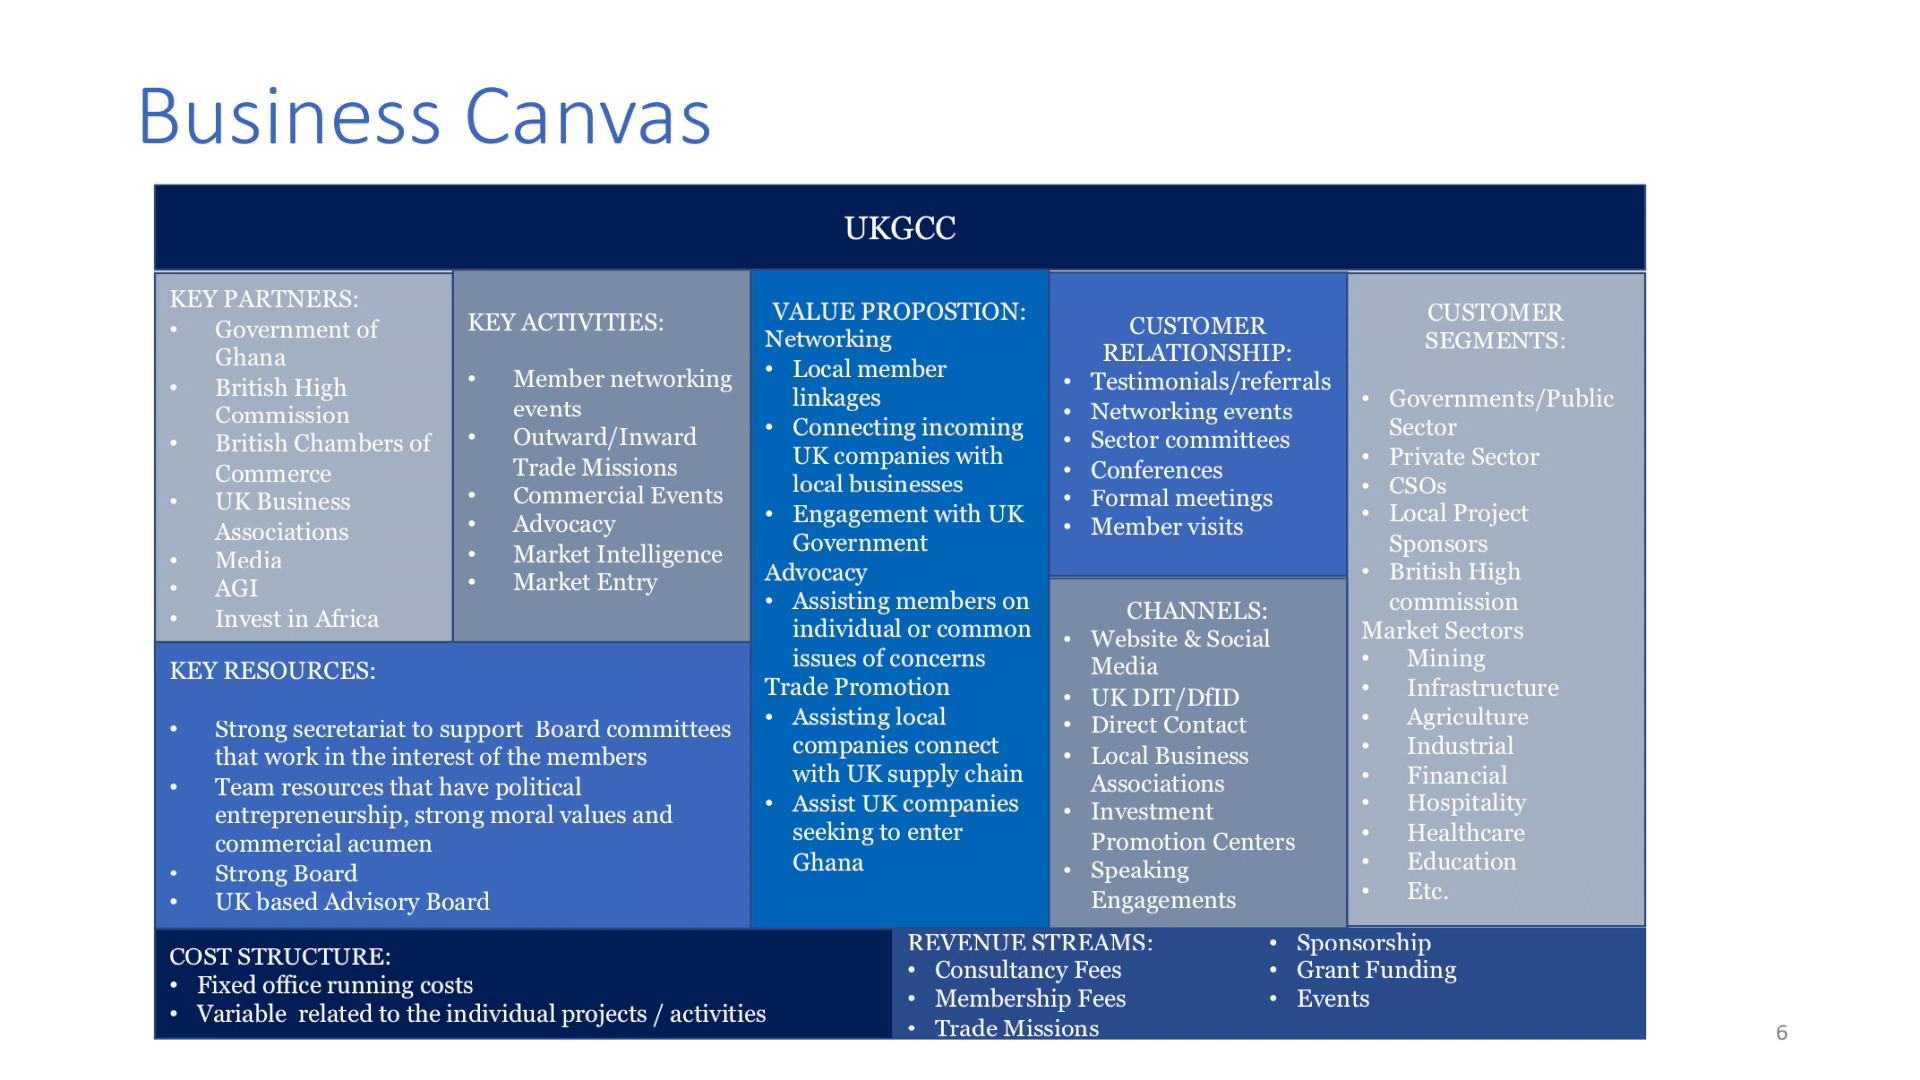 Business Canvas
UKGCC
KEY PARTNERS:
• Government of
Ghana
• British High
Commission
• British Chambers of
Commerce
• UK Business
Associations
• Media
• AGI
• Invest in Africa
KEY ACTIVITIES:
• Member networking
events
• Outward/Inward
Trade Missions
• Commercial Events
• Advocacy
• Market Intelligence
• Market Entry
KEY RESOURCES:
• Strong secretariat to support  Board committees
that work in the interest of the members
• Team resources that have political
entrepreneurship, strong moral values and
commercial acumen
• Strong Board
• UK based Advisory Board
VALUE PROPOSTION:
Networking
• Local member
linkages
• Connecting incoming
UK companies with
local businesses
• Engagement with UK
Government
Advocacy
• Assisting members on
individual or common
issues of concerns
Trade Promotion
• Assisting local
companies connect
with UK supply chain
• Assist UK companies
seeking to enter
Ghana
CUSTOMER
RELATIONSHIP:
• Testimonials/referrals
• Networking events
• Sector committees
• Conferences
• Formal meetings
• Member visits
CHANNELS:
• Website & Social
Media
• UK DIT/DfID
• Direct Contact
• Local Business
Associations
• Investment
Promotion Centers
• Speaking
Engagements
CUSTOMER
SEGMENTS:
• Governments/Public
Sector
• Private Sector
• CSOs
• Local Project
Sponsors
• British High
commission
Market Sectors
• Mining
• Infrastructure
• Agriculture
• Industrial
• Financial
• Hospitality
• Healthcare
• Education
• Etc.
COST STRUCTURE:
• Fixed office running costs
• Variable  related to the individual projects / activities
REVENUE STREAMS:
• Consultancy Fees
• Membership Fees
• Trade Missions
• Sponsorship
• Grant Funding
• Events
6